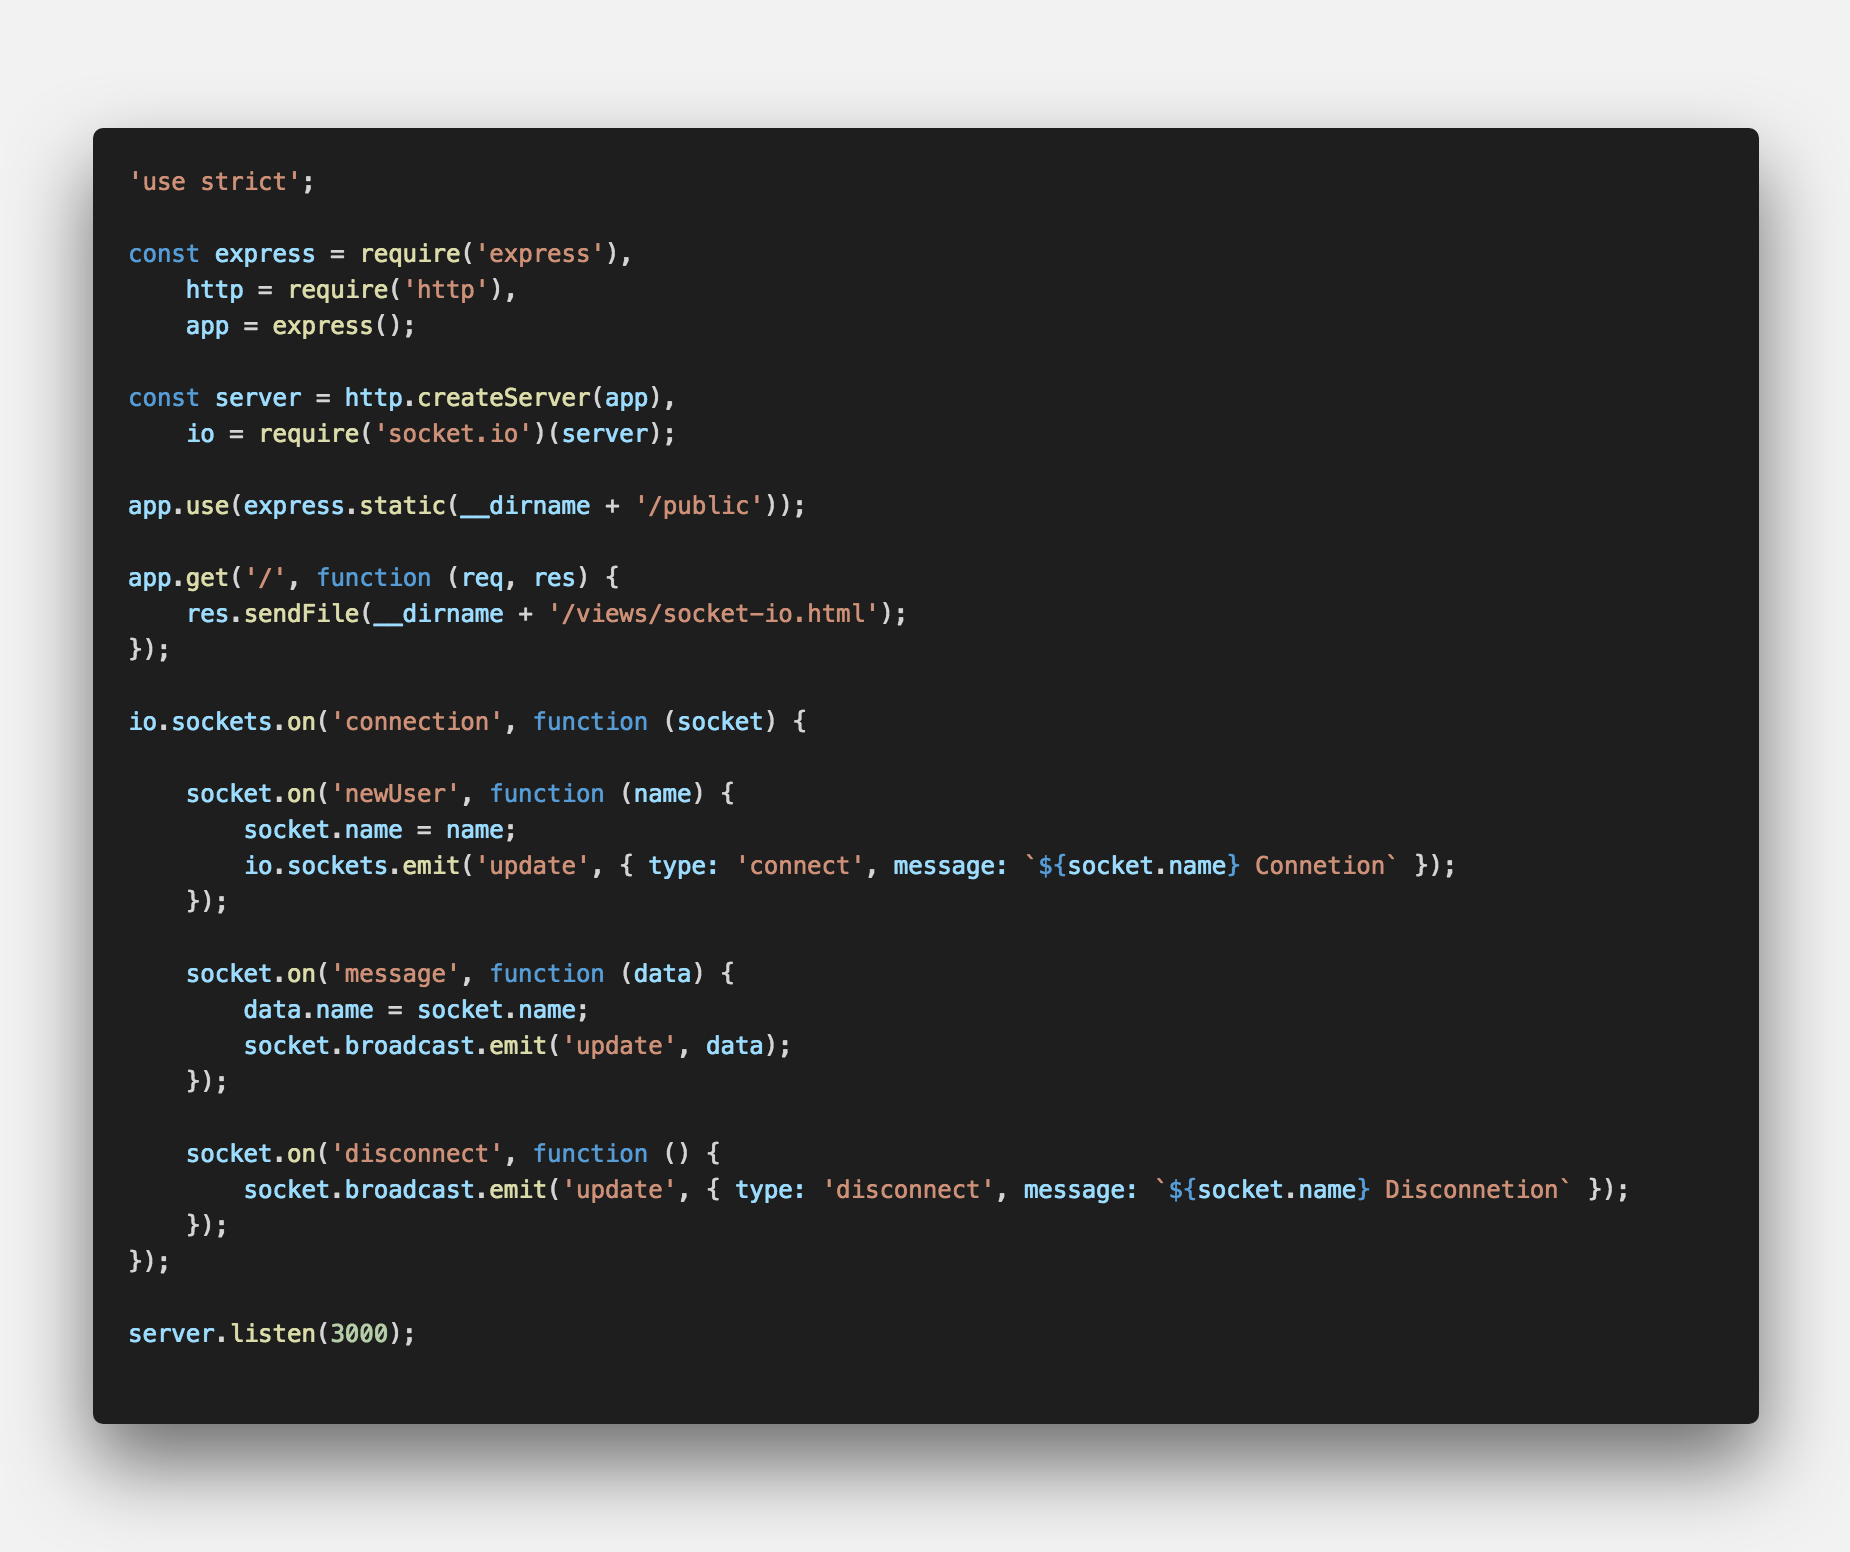 'use strict';

const express = require('express'),
    http = require('http'),
    app = express();

const server = http.createServer(app),
    io = require('socket.io')(server);

app.use(express.static(__dirname + '/public'));

app.get('/', function (req, res) {
    res.sendFile(__dirname + '/views/socket-io.html');
});

io.sockets.on('connection', function (socket) {

    socket.on('newUser', function (name) {
        socket.name = name;
        io.sockets.emit('update', { type: 'connect', message: `${socket.name} Connetion` });
    });

    socket.on('message', function (data) {
        data.name = socket.name;
        socket.broadcast.emit('update', data);
    });

    socket.on('disconnect', function () {
        socket.broadcast.emit('update', { type: 'disconnect', message: `${socket.name} Disconnetion` });
    });
});

server.listen(3000);